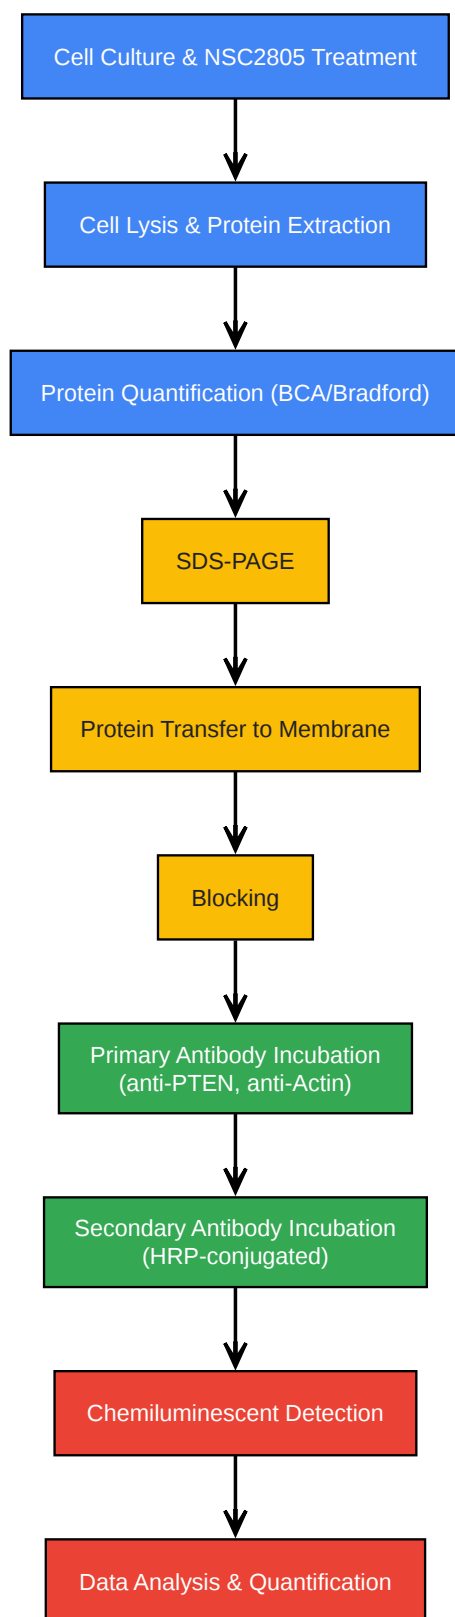 Cell Culture & NSC2805 Treatment
Cell Lysis & Protein Extraction
Protein Quantification (BCA/Bradford)
SDS-PAGE
Protein Transfer to Membrane
Blocking
Primary Antibody Incubation
(anti-PTEN, anti-Actin)
Secondary Antibody Incubation
(HRP-conjugated)
Chemiluminescent Detection
Data Analysis & Quantification